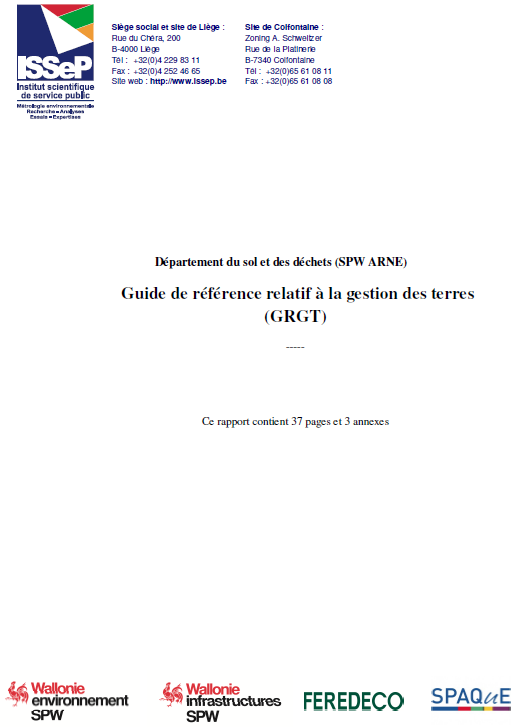 ISSeP
Institut scientifique
de service public
Métrologie environnementale
Recherche - Analyses
Essais - Expertises
Siège social et site de Liège :
Rue du Chéra, 200
B-4000 Liège
Tél : +32(0)4 229 83 11
Fax : +32(0)4 252 46 65
Site web : http://www.issep.be
Site de Colfontaine :
Zoning A. Schweitzer
Rue de la Platinerie
B-7340 Colfontaine
Tél : +32(0)65 61 08 11
Fax : +32(0)65 61 08 08
Département du sol et des déchets (SPW ARNE)
Guide de référence relatif à la gestion des terres
(GRGT)
-----
Ce rapport contient 37 pages et 3 annexes
Wallonie
environnement
SPW
Wallonie
infrastructures
SPW
FEREDECO
SPAQuE